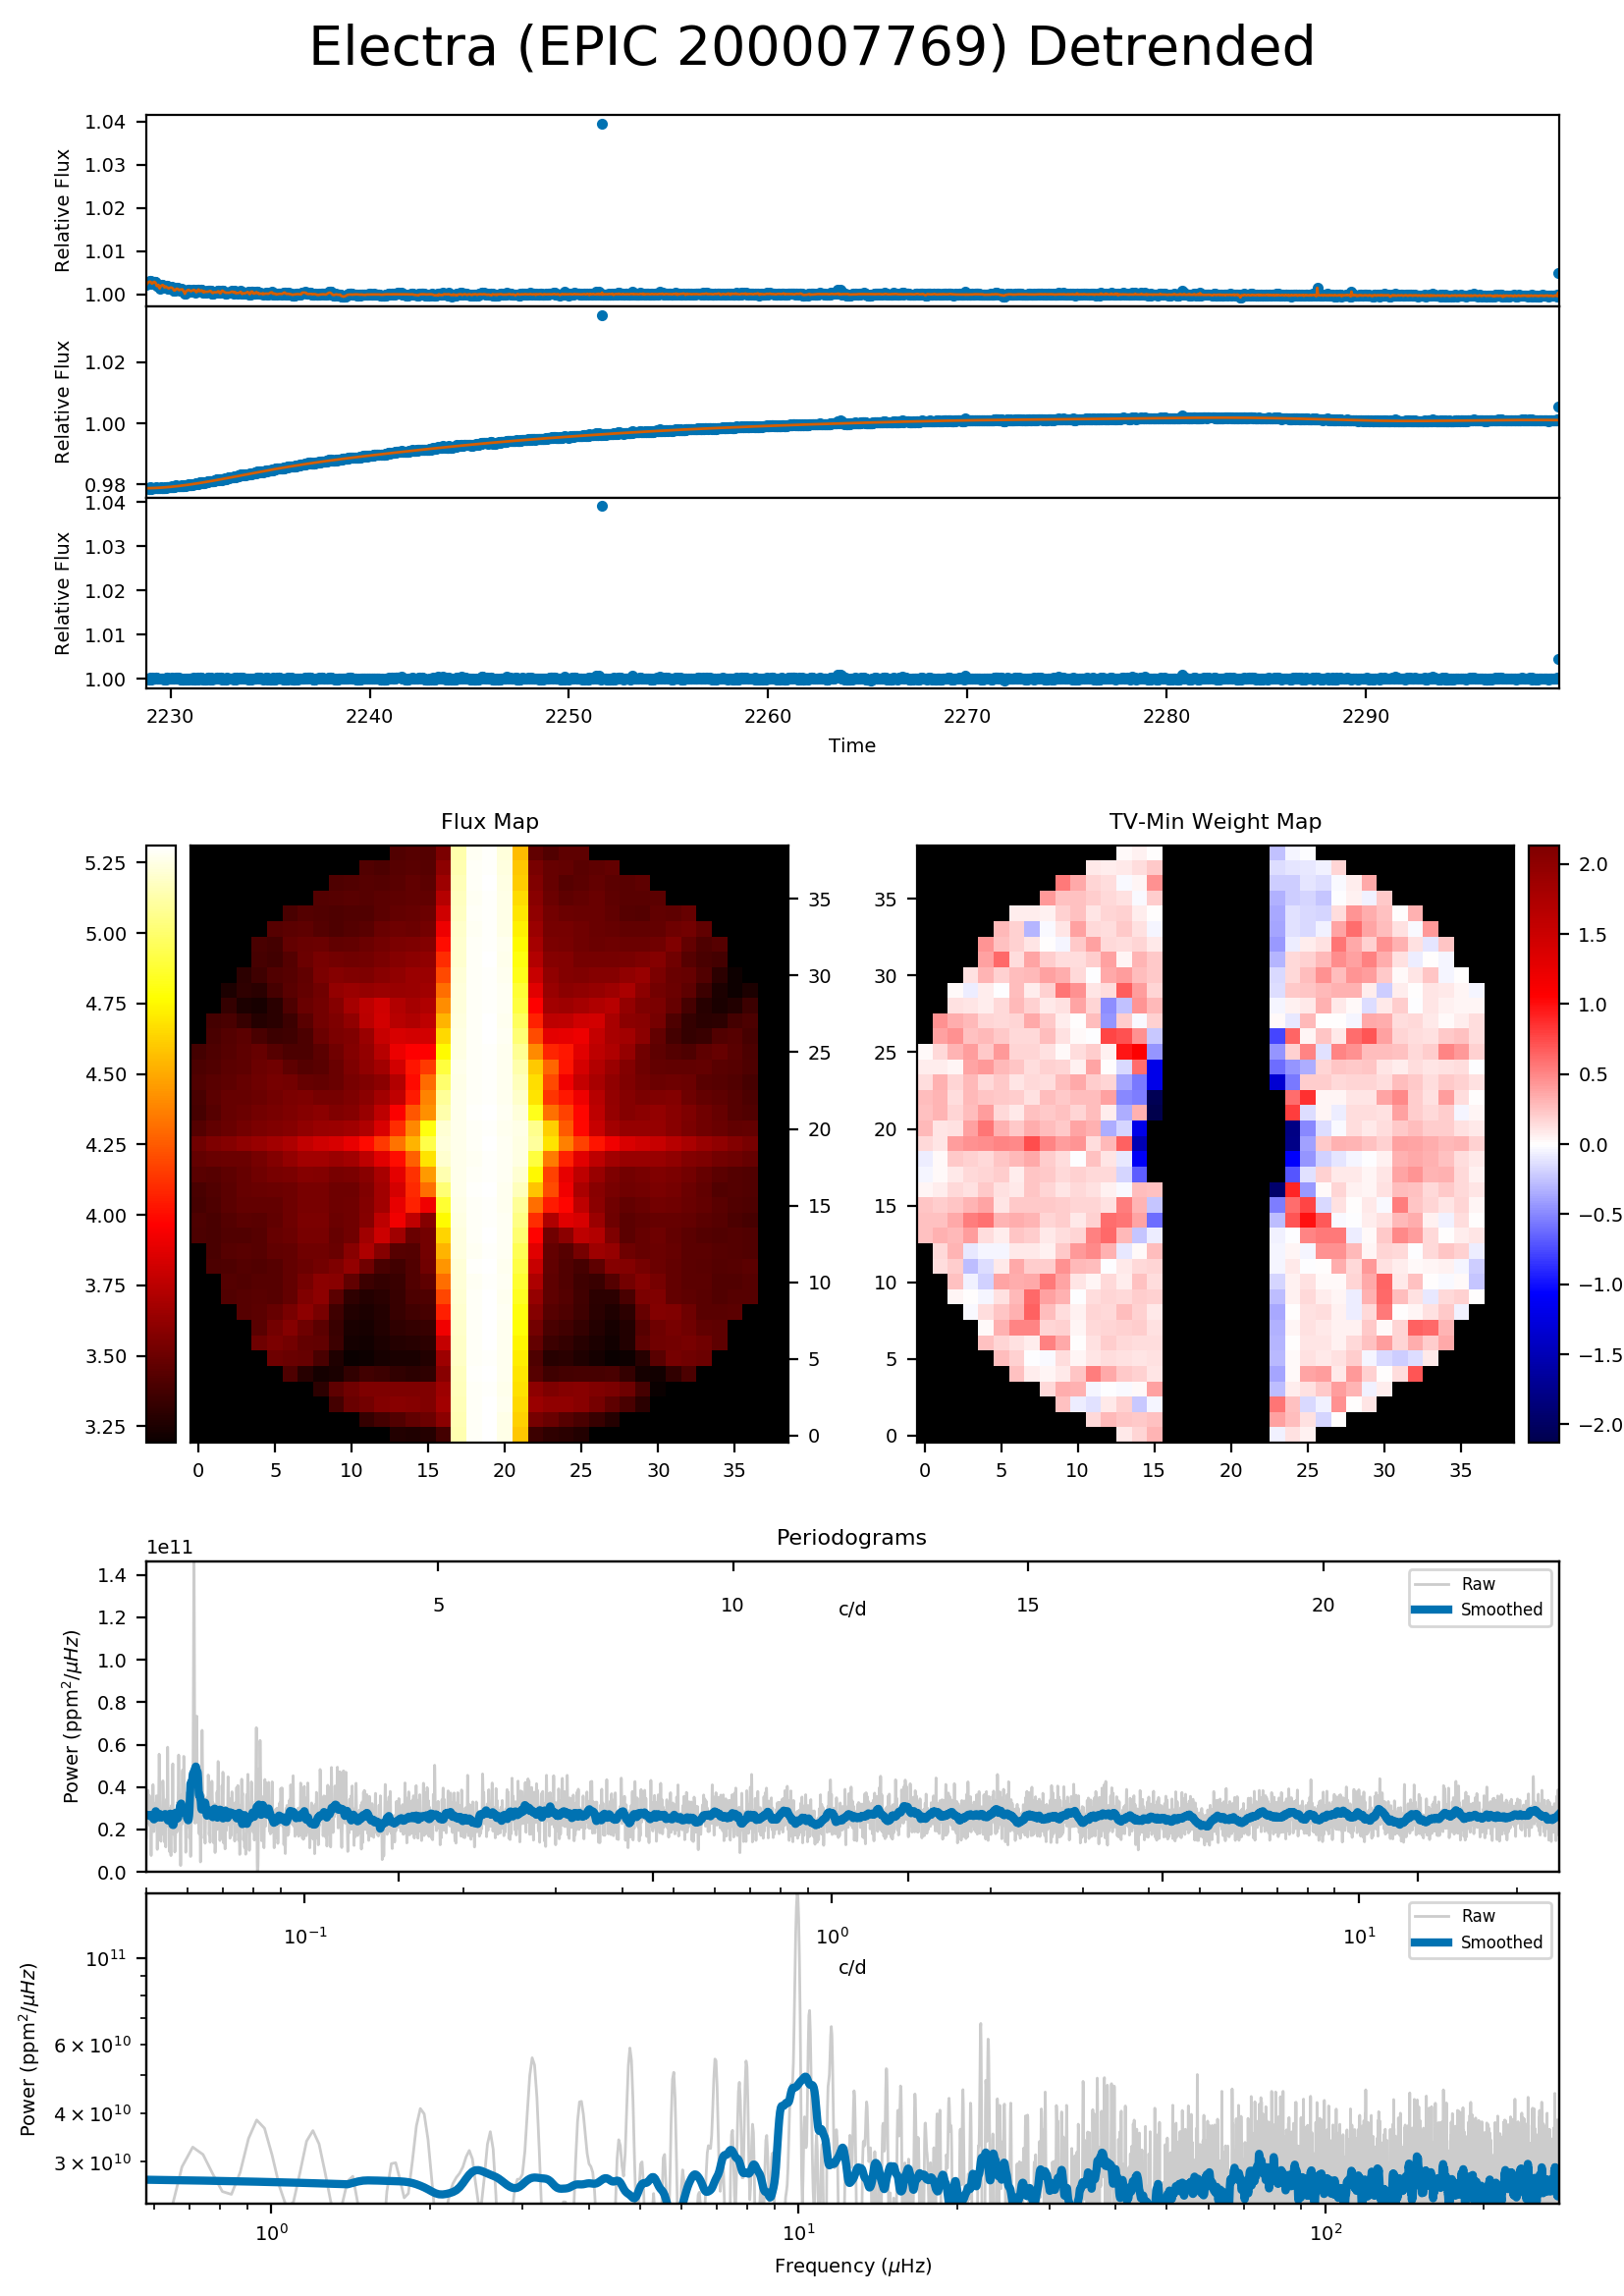 Electra (EPIC 200007769) Detrended
1.04
1.03
1.02
1.01
1.00
Relative Flux
1.02
1.00
0.98
Relative Flux
1.04
1.03
1.02
1.01
1.00
Relative Flux
2230 2240 2250 2260 2270 2280 2290
Time
Flux Map
5.25
5.00
4.75
4.50
4.25
4.00
3.75
3.50
3.25
35
30
25
20
15
10
5
0
0 5 10 15 20 25 30 35
TV-Min Weight Map
35
30
25
20
15
10
5
0
0 5 10 15 20 25 30 35
2.0
1.5
1.0
0.5
0.0
−0.5
−1.0
−1.5
−2.0
Periodograms
1e11
1.4
1.2
1.0
0.8
0.6
0.4
0.2
0.0
Power (ppm²/μHz)
5 10 15 20
c/d
Raw
Smoothed
10¹¹
6 × 10¹⁰
4 × 10¹⁰
3 × 10¹⁰
Power (ppm²/μHz)
10⁻¹ 10⁰ 10¹
c/d
Raw
Smoothed
10⁰ 10¹ 10²
Frequency (μHz)